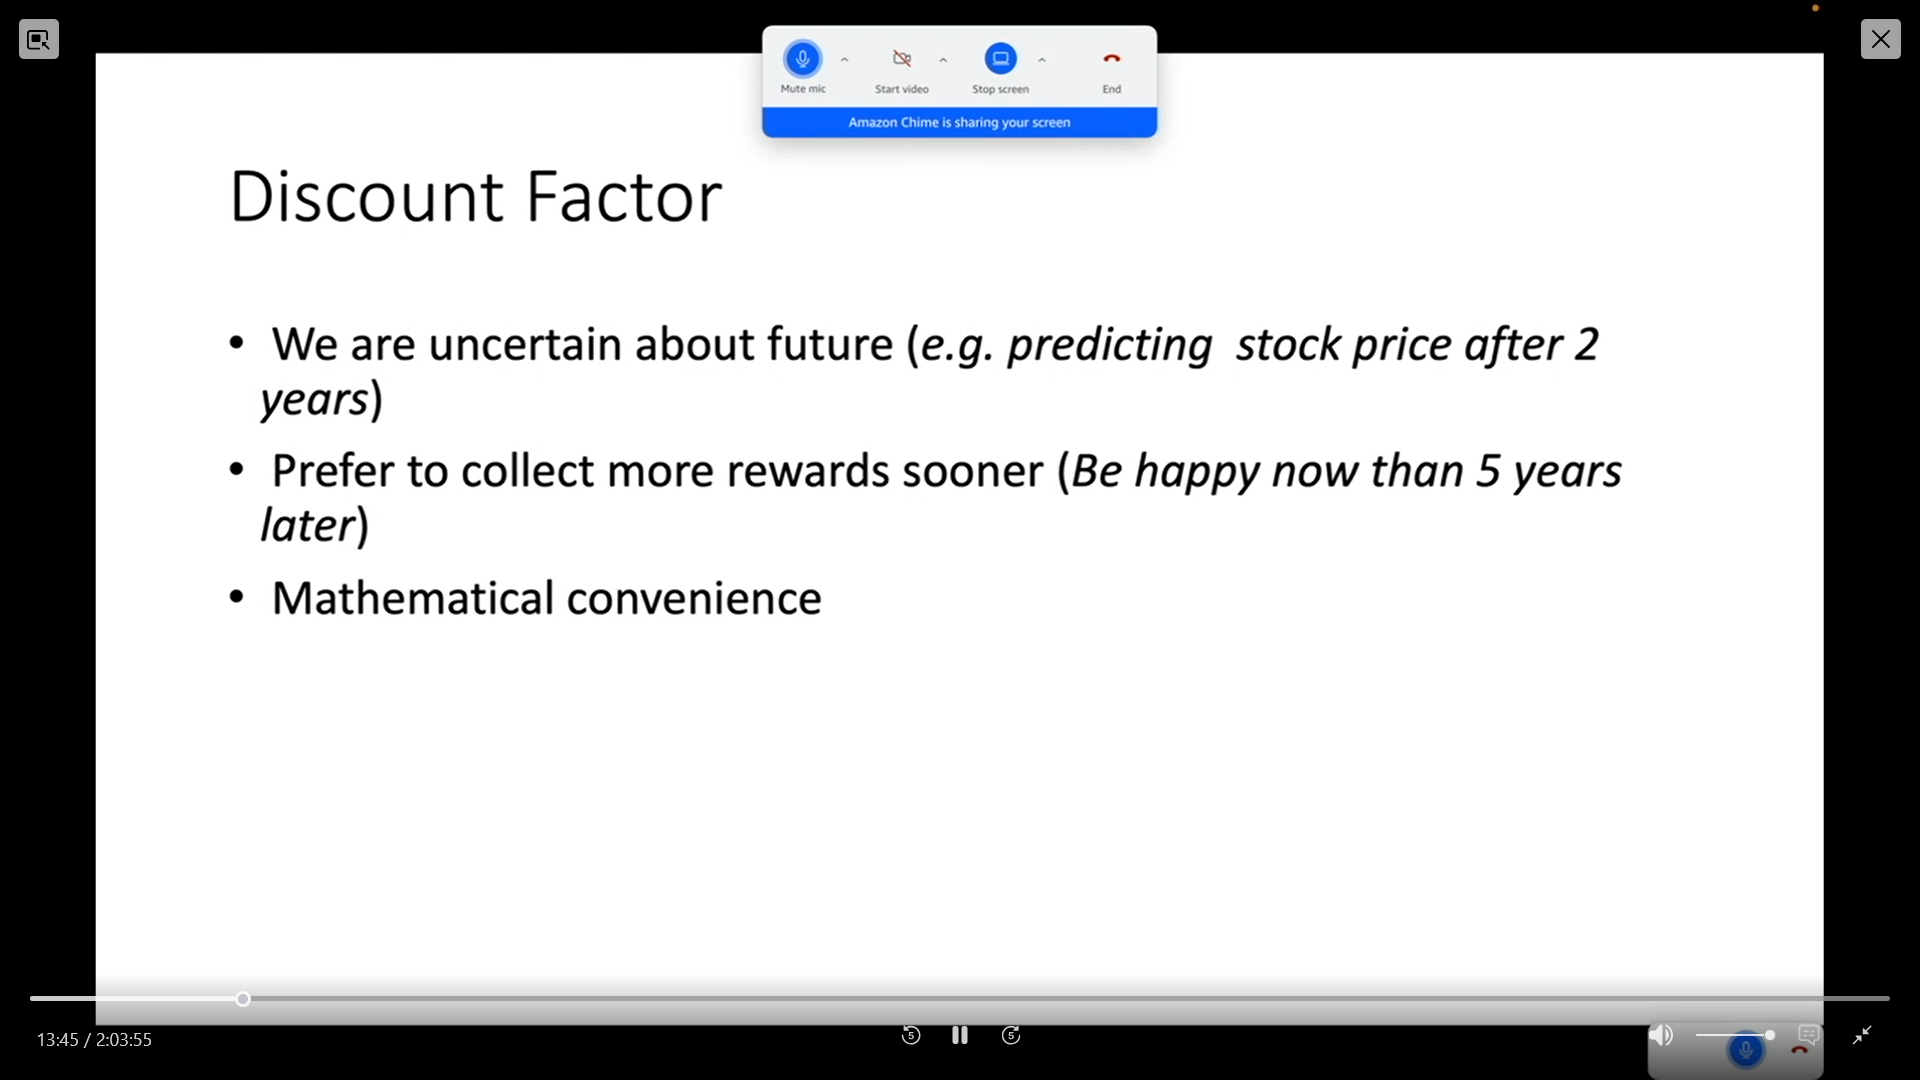 Mute mic
Start video
Stop screen
End
Amazon Chime is sharing your screen
Discount Factor
• We are uncertain about future (e.g. predicting  stock price after 2
years)
• Prefer to collect more rewards sooner (Be happy now than 5 years
later)
• Mathematical convenience
13:45 / 2:03:55
5
5